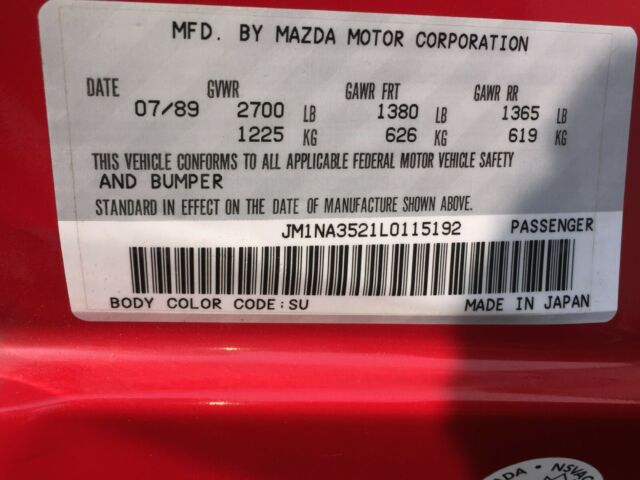 MFD. BY MAZDA MOTOR CORPORATION
DATE GVWR GAWR FRT GAWR RR
07/89 2700 LB 1380 LB 1365 LB
1225 KG 626 KG 619 KG
THIS VEHICLE CONFORMS TO ALL APPLICABLE FEDERAL MOTOR VEHICLE SAFETY
AND BUMPER
STANDARD IN EFFECT ON THE DATE OF MANUFACTURE SHOWN ABOVE.
JM1NA3521L0115192 PASSENGER
BODY COLOR CODE:SU MADE IN JAPAN